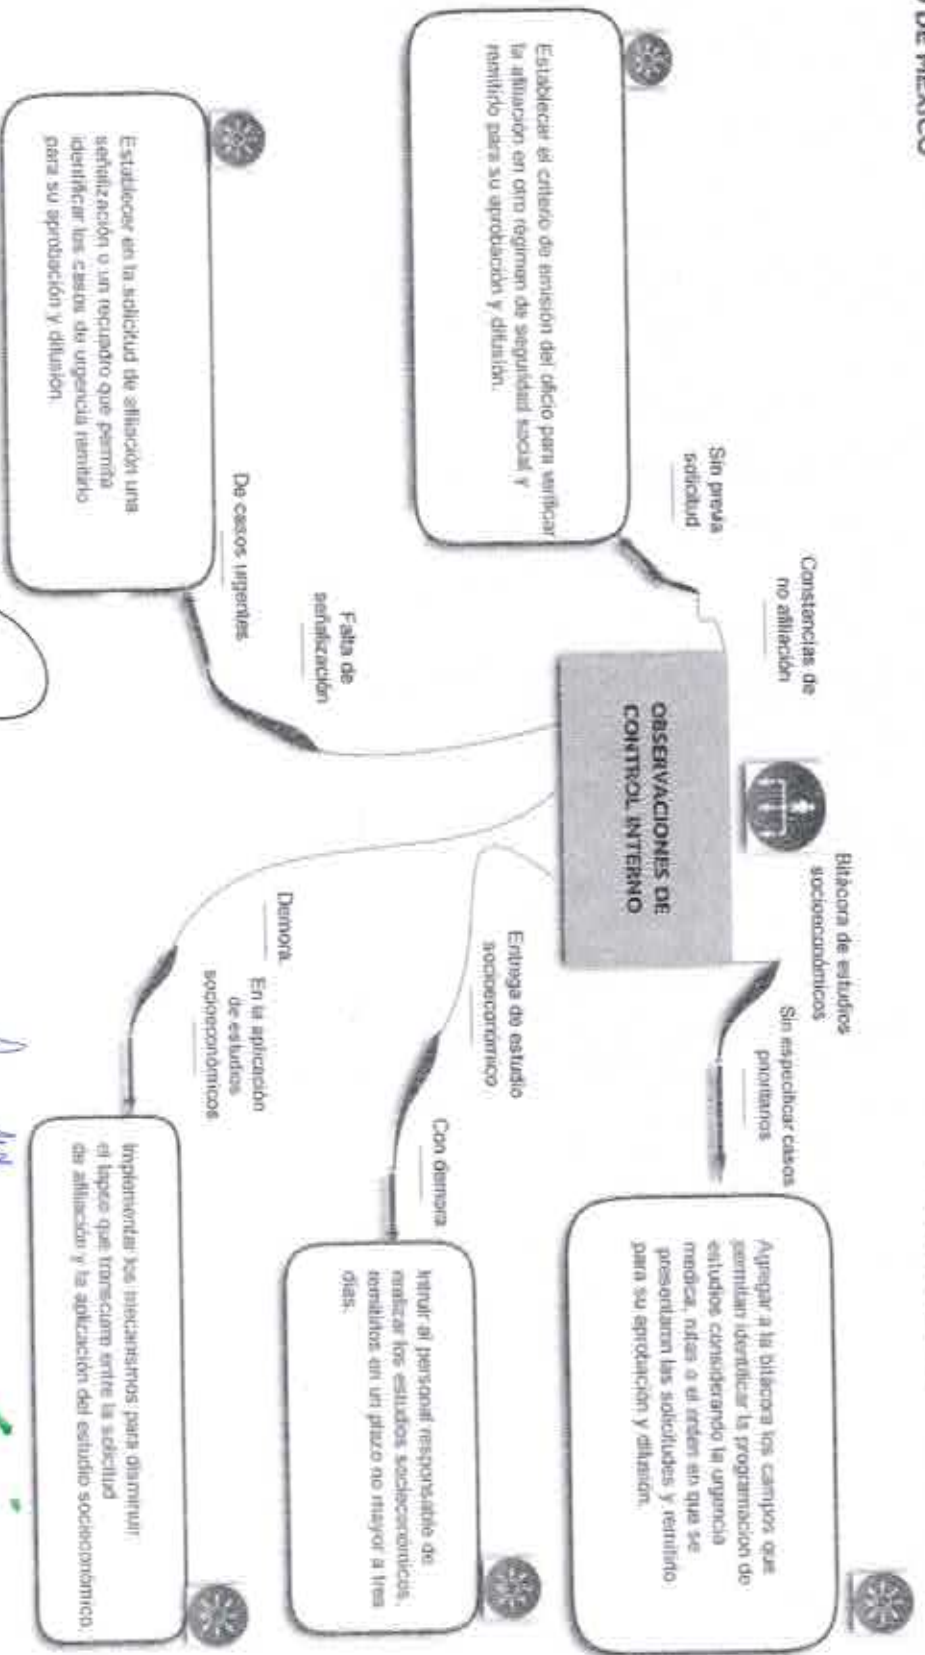 DE MÉXICO
Bitácora de estudios
socioeconómicos
Sin especificar casos
prioritarios
Agregar a la bitácora los campos que
permitan identificar la programación de
estudios considerando la urgencia
medica, rutas o el orden en que se
presentaron las solicitudes y remitirlo
para su aprobación y difusión.
Constancias de
no afiliación
Sin previa
solicitud
Establecer el criterio de emisión del oficio para verificar
la afiliación en otro régimen de seguridad social y
remitirlo para su aprobación y difusión.
OBSERVACIONES DE
CONTROL INTERNO
Entrega de estudio
socioeconómico
Con demora
Intruir al personal responsable de
realizar los estudios socieconómicos,
remitirlos en un plazo no mayor a tres
días.
Falta de
señalización
De casos urgentes
Establecer en la solicitud de afiliación una
señalización o un recuadro que permita
identificar los casos de urgencia remitirlo
para su aprobación y difusión.
Demora.
En la aplicación
de estudios
socioeconómicos
Implementar los mecanismos para disminuir
el lapso que transcurre entre la solicitud
de afiliación y la aplicación del estudio socioeconómico.